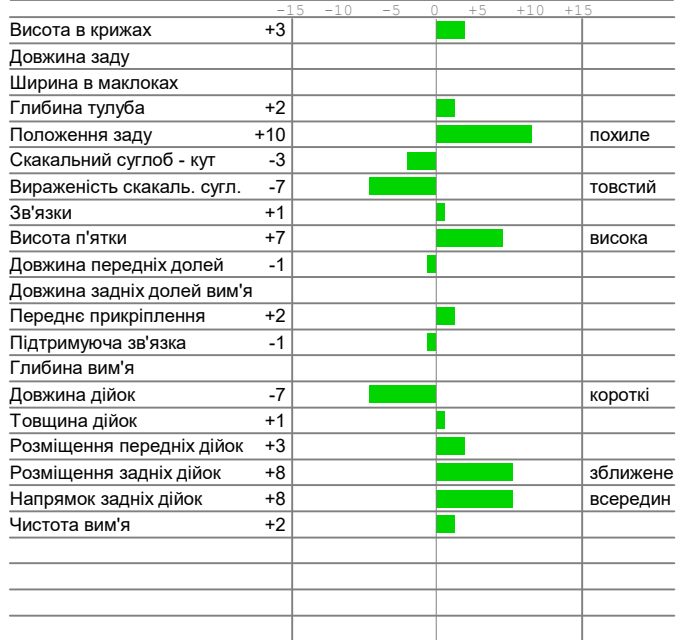 -15 -10 -5 0 +5 +10 +15
Висота в крижах +3
Довжина заду
Ширина в маклоках
Глибина тулуба +2
Положення заду +10 похиле
Скакальний суглоб - кут -3
Вираженість скакаль. сугл. -7 товстий
Зв'язки +1
Висота п'ятки +7 висока
Довжина передніх долей -1
Довжина задніх долей вим'я
Переднє прикріплення +2
Підтримуюча зв'язка -1
Глибина вим'я
Довжина дійок -7 короткі
Товщина дійок +1
Розміщення передніх дійок +3
Розміщення задніх дійок +8 зближене
Напрямок задніх дійок +8 всередин
Чистота вим'я +2